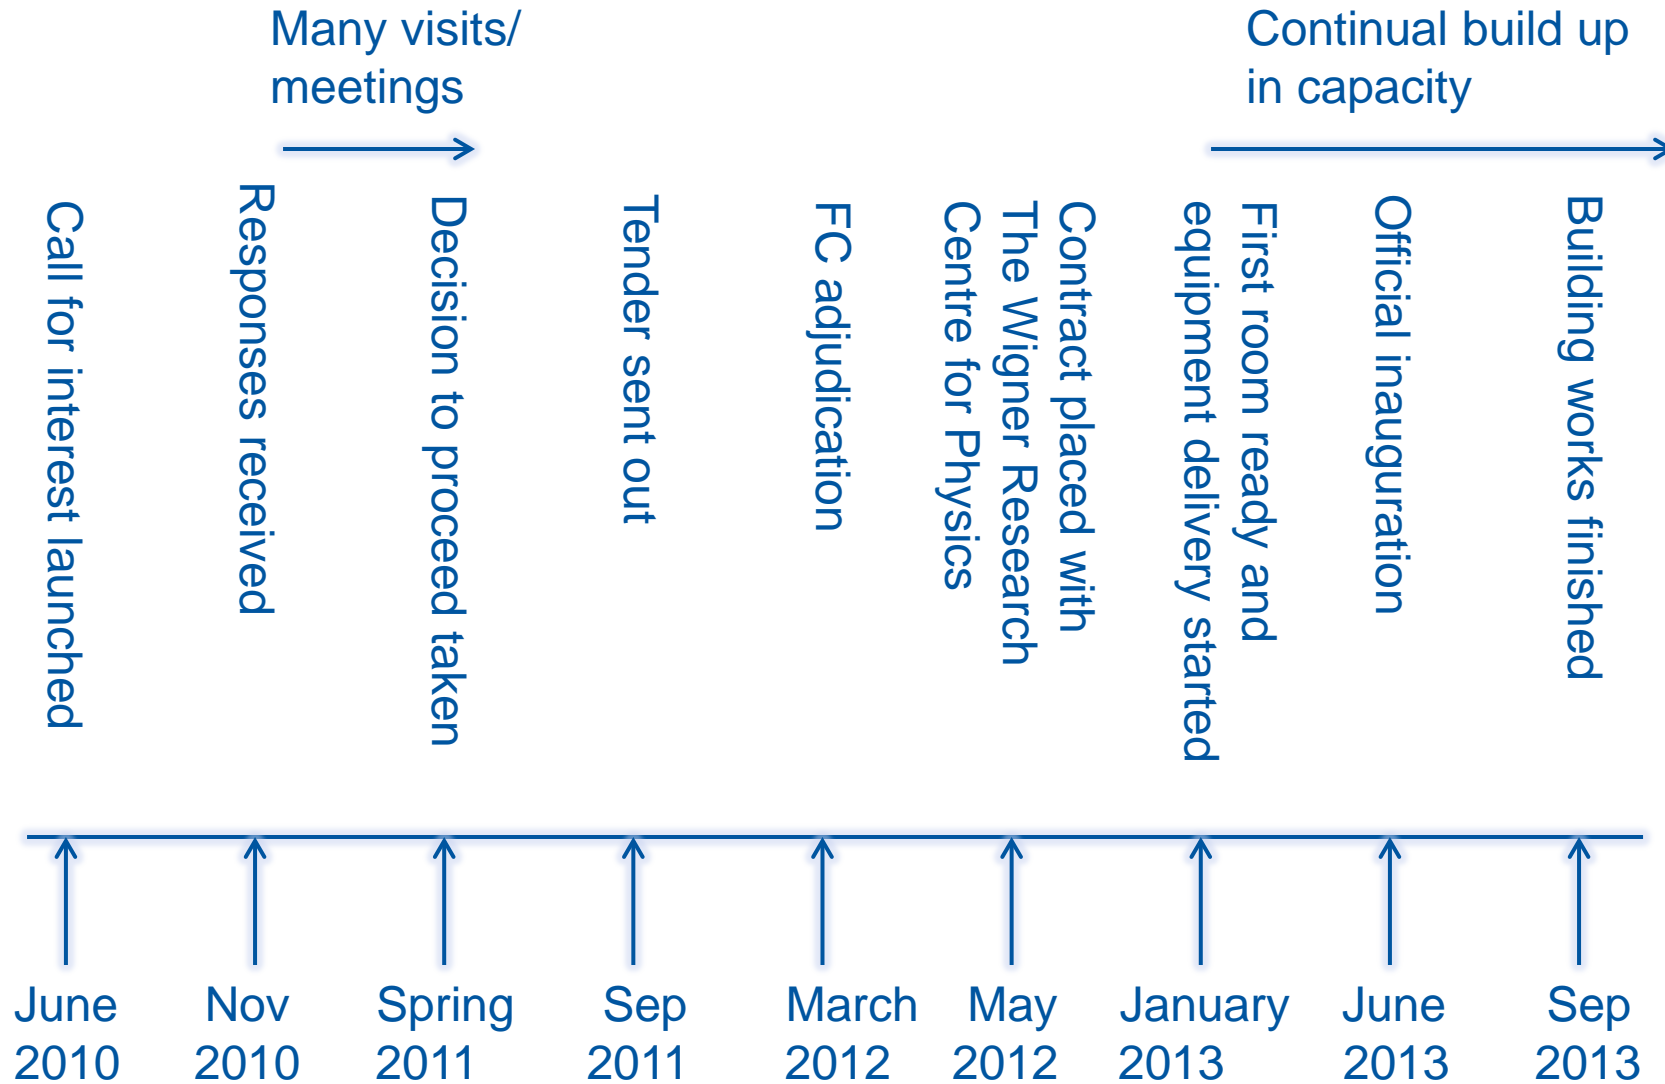 Many visits/
meetings
Continual build up
in capacity
Call for interest launched
Responses received
Decision to proceed taken
Tender sent out
FC adjudication
Contract placed with
The Wigner Research
Centre for Physics
First room ready and
equipment delivery started
Official inauguration
Building works finished
June
2010
Nov
2010
Spring
2011
Sep
2011
March
2012
May
2012
January
2013
June
2013
Sep
2013